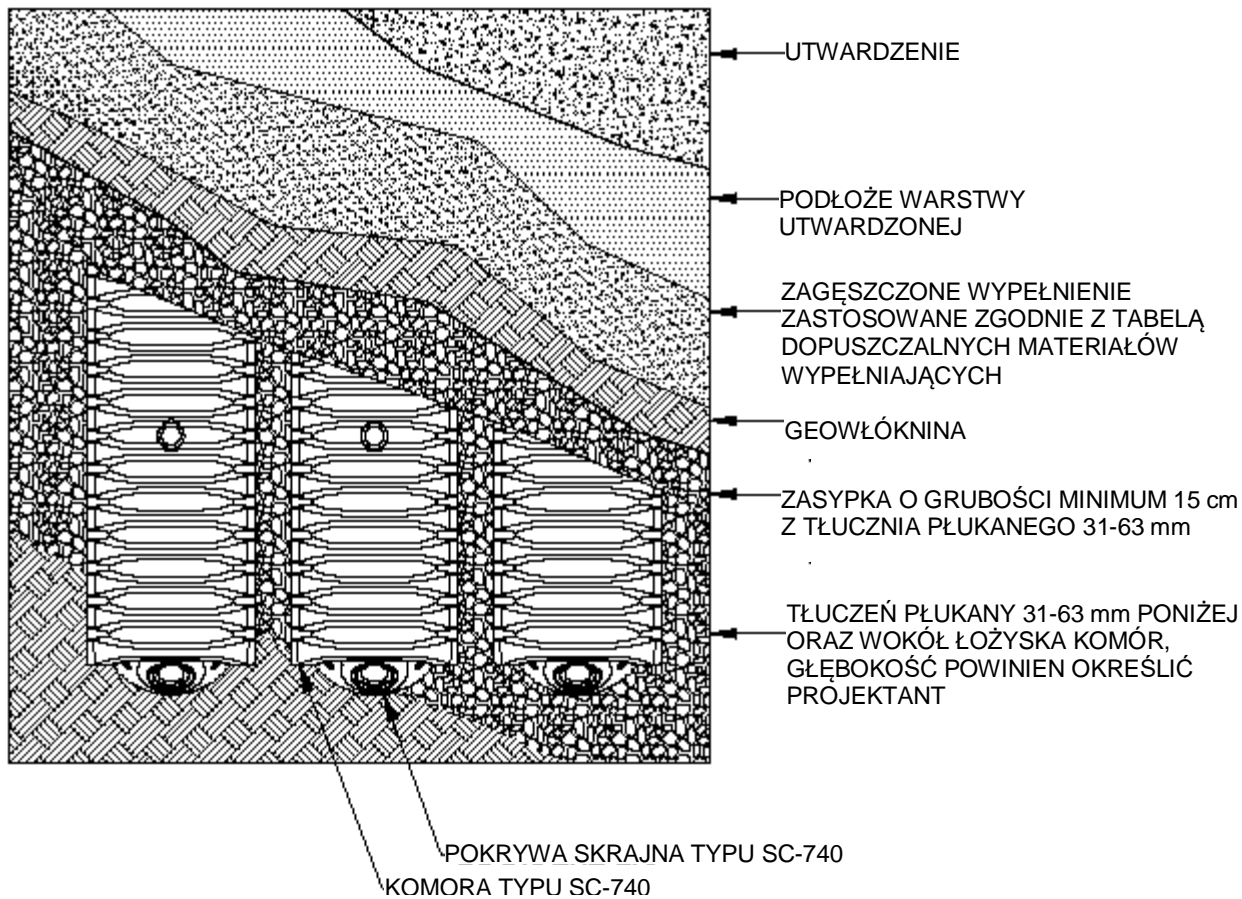 UTWARDZENIE
PODŁOŻE WARSTWY
UTWARDZONEJ
ZAGĘSZCZONE WYPEŁNIENIE
ZASTOSOWANE ZGODNIE Z TABELĄ
DOPUSZCZALNYCH MATERIAŁÓW
WYPEŁNIAJĄCYCH
GEOWŁÓKNINA
ZASYPKA O GRUBOŚCI MINIMUM 15 cm
Z TŁUCZNIA PŁUKANEGO 31-63 mm
TŁUCZEŃ PŁUKANY 31-63 mm PONIŻEJ
ORAZ WOKÓŁ ŁOŻYSKA KOMÓR,
GŁĘBOKOŚĆ POWINIEN OKREŚLIĆ
PROJEKTANT
POKRYWA SKRAJNA TYPU SC-740
KOMORA TYPU SC-740